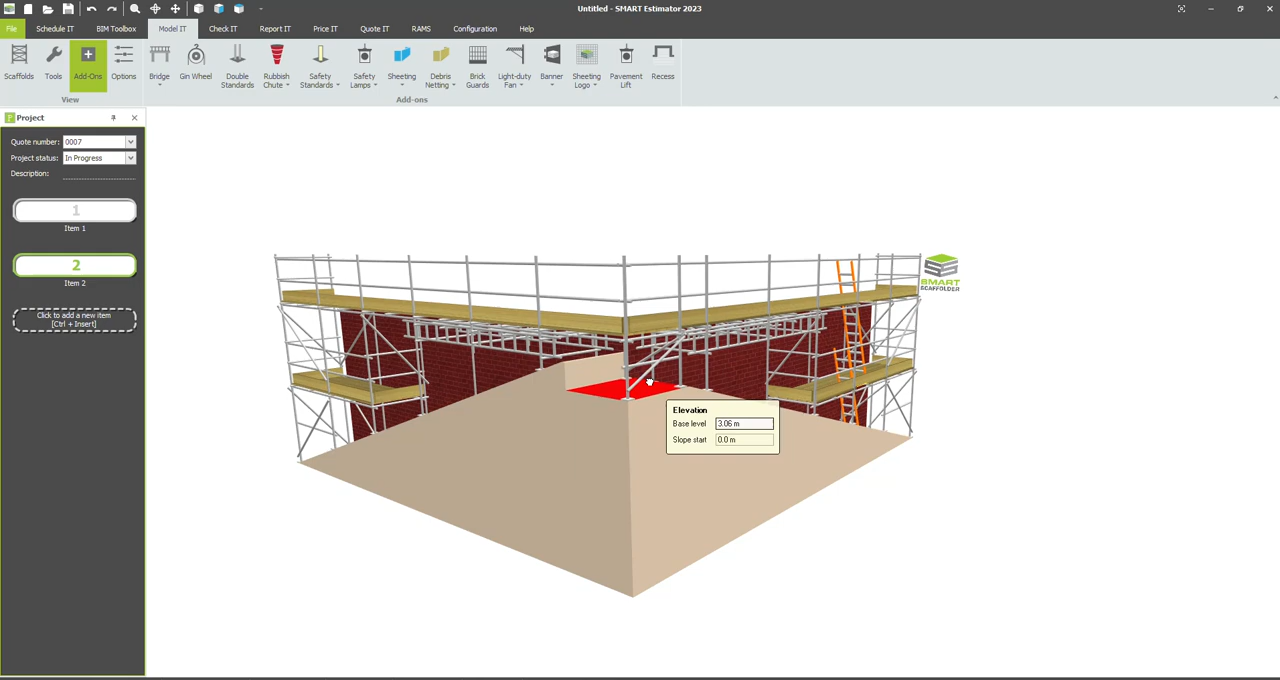 Untitled - SMART Estimator 2023
File Schedule IT BIM Toolbox Model IT Check IT Report IT Price IT Quote IT RAMS Configuration Help
Scaffolds Tools Add-Ons Options Bridge Gin Wheel Double Standards Rubbish Chute Safety Standards Safety Lamps Sheeting Debris Netting Brick Guards Light-duty Fan Banner Sheeting Logo Pavement Lift Recess
View Add-ons
Project
Quote number: 0007
Project status: In Progress
Description:
1
Item 1
2
Item 2
Click to add a new item
[Ctrl + Insert]
SMART
SCAFFOLDER
Elevation
Base level 3.06 m
Slope start 0.0 m